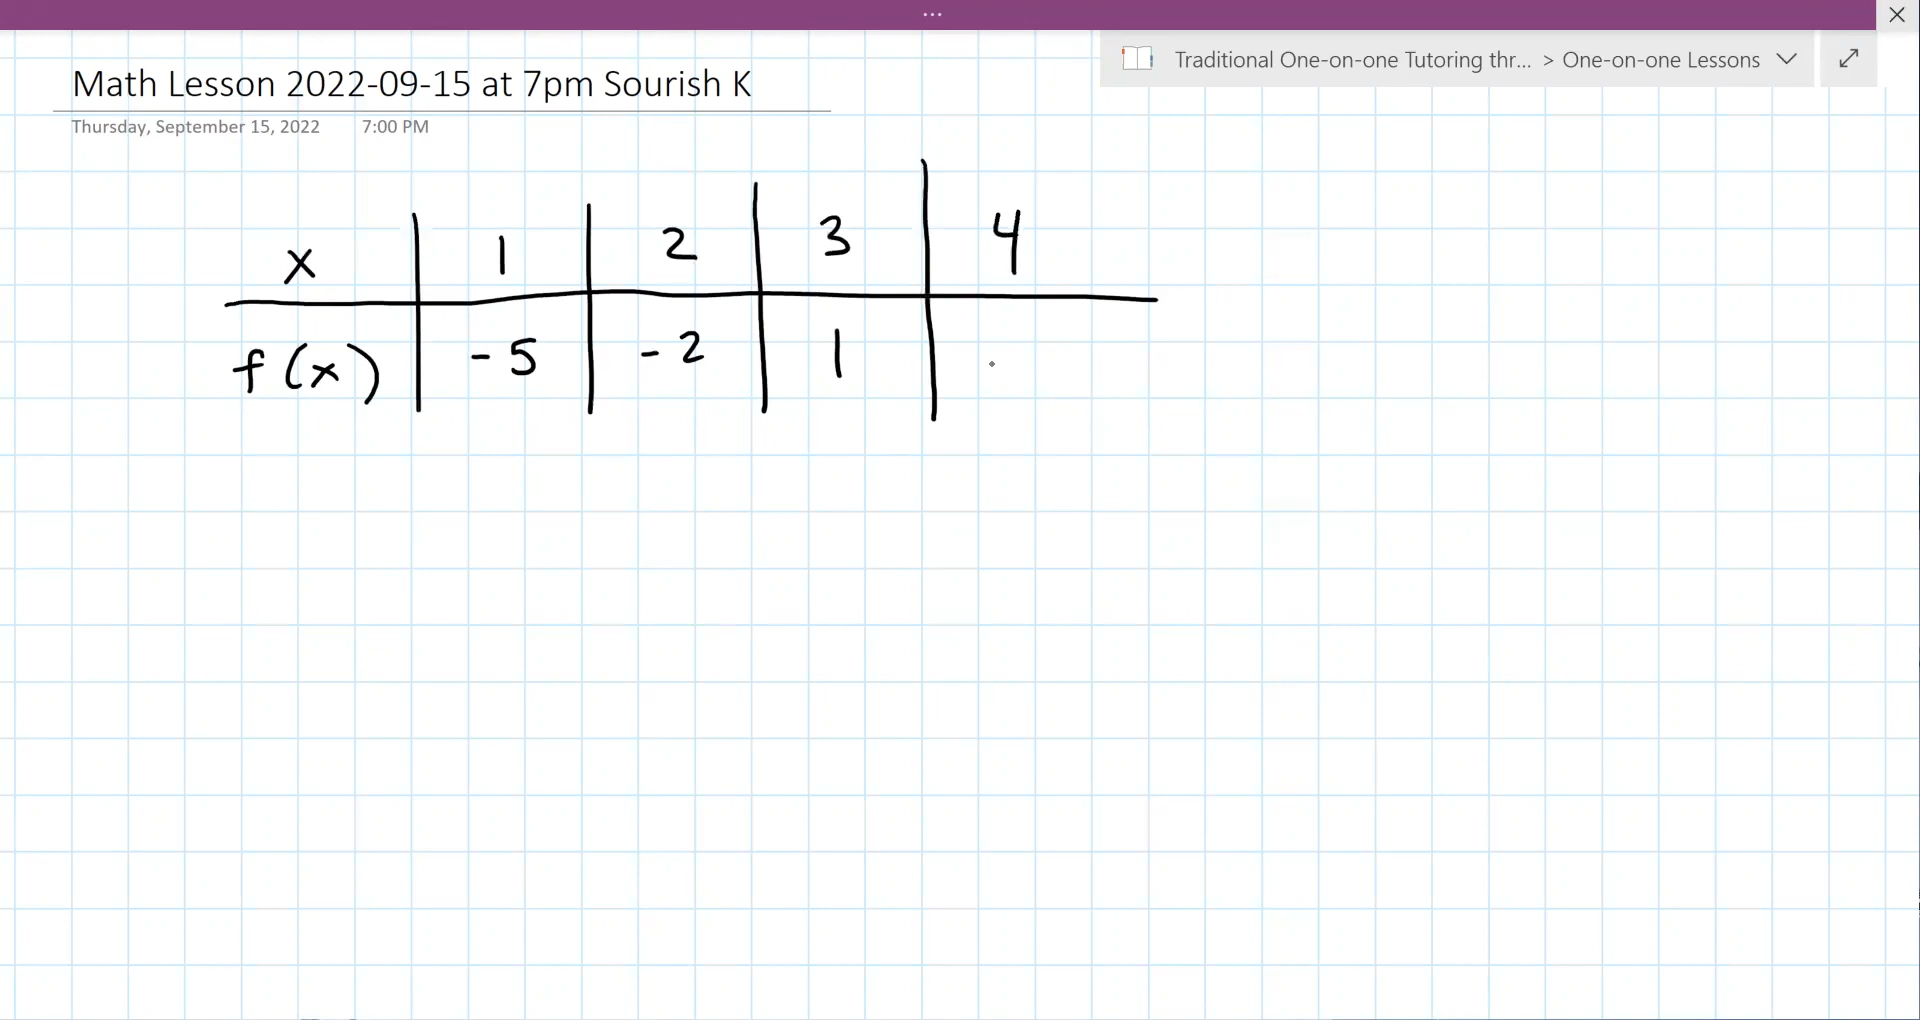 ...
Traditional One-on-one Tutoring thr... > One-on-one Lessons
Math Lesson 2022-09-15 at 7pm Sourish K
Thursday, September 15, 2022 7:00 PM
x 1 2 3 4
f(x) -5 -2 1